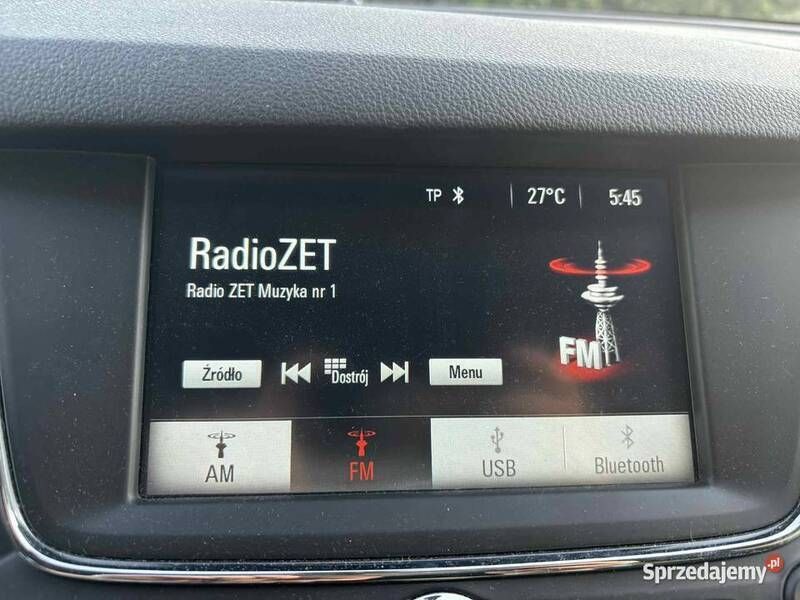 TP 27°C 5:45
RadioZET
Radio ZET Muzyka nr 1
FM
Źródło Dostrój Menu
AM FM USB Bluetooth
Sprzedajemy.pl